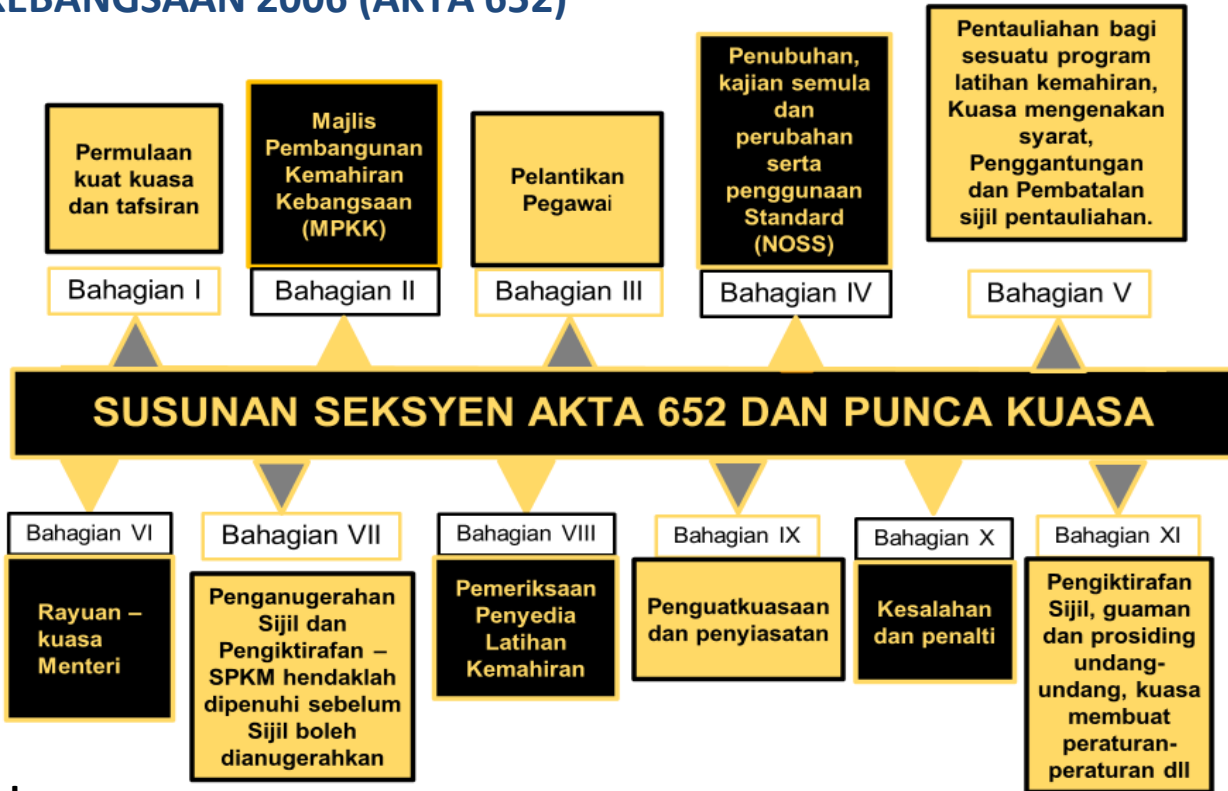 KEBANGSAAN 2006 (AKTA 652)
Permulaan
kuat kuasa
dan tafsiran
Bahagian I
Majlis
Pembangunan
Kemahiran
Kebangsaan
(MPKK)
Bahagian II
Pelantikan
Pegawai
Bahagian III
Penubuhan,
kajian semula
dan
perubahan
serta
penggunaan
Standard
(NOSS)
Bahagian IV
Pentauliahan bagi
sesuatu program
latihan kemahiran,
Kuasa mengenakan
syarat,
Penggantungan
dan Pembatalan
sijil pentauliahan.
Bahagian V
SUSUNAN SEKSYEN AKTA 652 DAN PUNCA KUASA
Bahagian VI
Rayuan –
kuasa
Menteri
Bahagian VII
Penganugerahan
Sijil dan
Pengiktirafan –
SPKM hendaklah
dipenuhi sebelum
Sijil boleh
dianugerahkan
Bahagian VIII
Pemeriksaan
Penyedia
Latihan
Kemahiran
Bahagian IX
Penguatkuasaan
dan penyiasatan
Bahagian X
Kesalahan
dan penalti
Bahagian XI
Pengiktirafan
Sijil, guaman
dan prosiding
undang-
undang, kuasa
membuat
peraturan-
peraturan dll